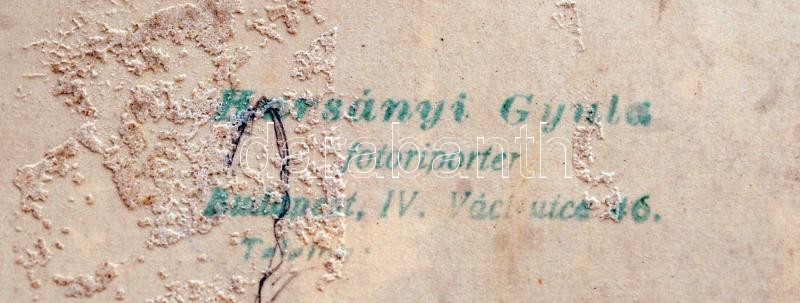 Harsányi Gyula
darabanth
fotoriporter
Budapest, IV. Váci-utca 46.